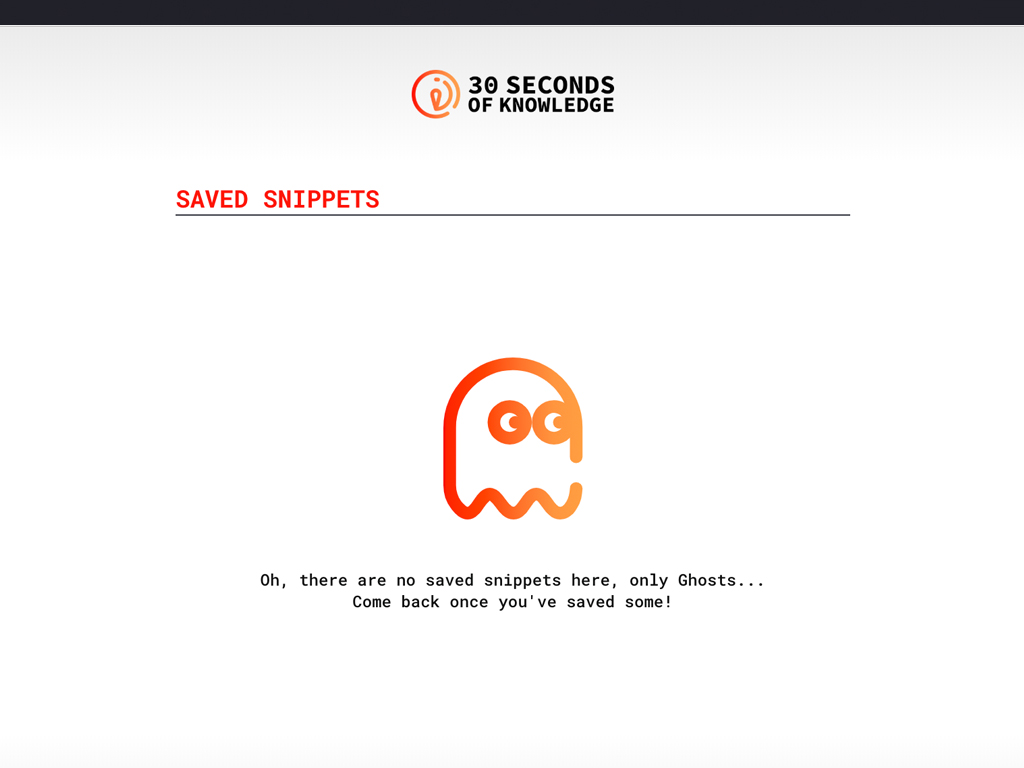 30 SECONDS
OF KNOWLEDGE
SAVED SNIPPETS
Oh, there are no saved snippets here, only Ghosts...
Come back once you've saved some!